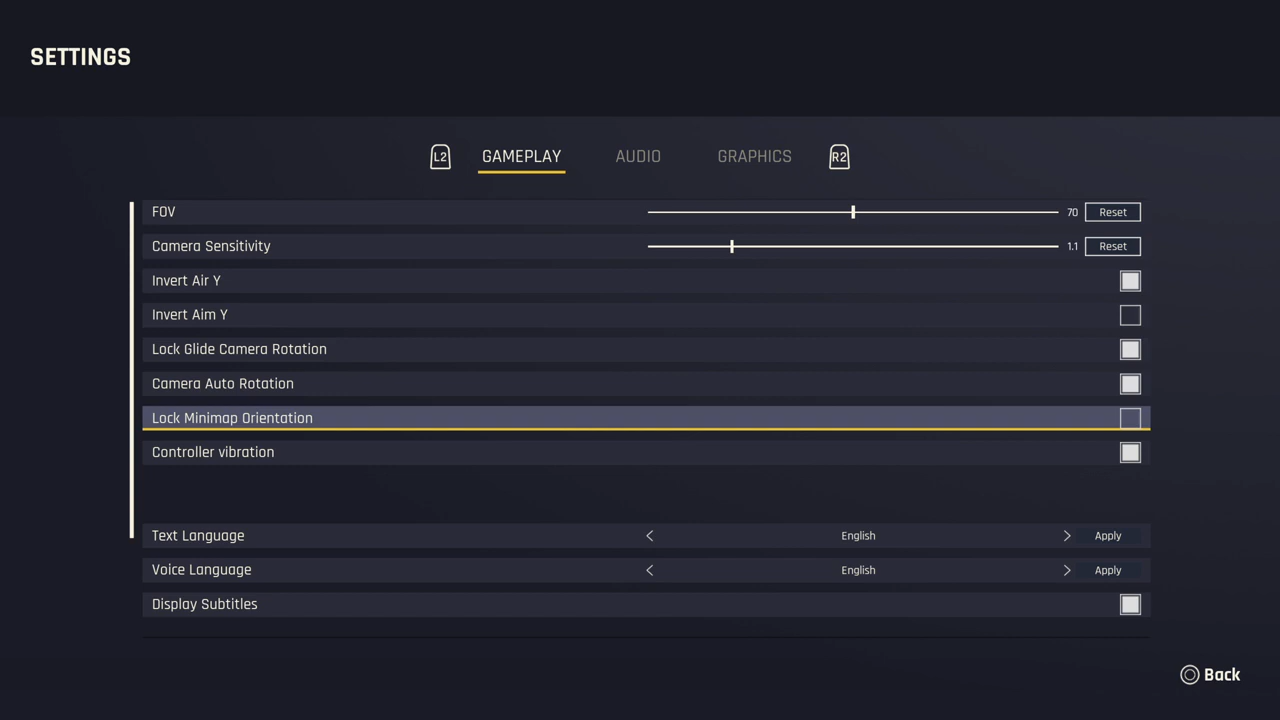 SETTINGS
L2 GAMEPLAY AUDIO GRAPHICS R2
FOV 70 Reset
Camera Sensitivity 1.1 Reset
Invert Air Y
Invert Aim Y
Lock Glide Camera Rotation
Camera Auto Rotation
Lock Minimap Orientation
Controller vibration
Text Language English Apply
Voice Language English Apply
Display Subtitles
Back